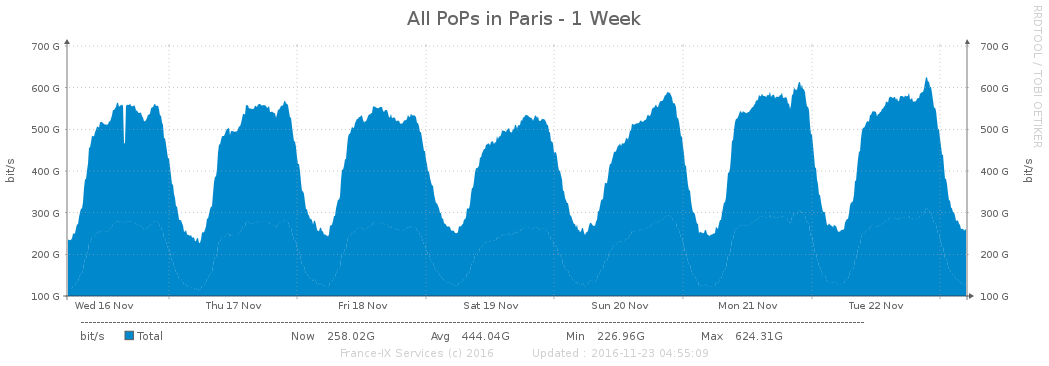 All PoPs in Paris - 1 Week
RRDTOOL / TOBI OETIKER
700 G 700 G
600 G 600 G
500 G 500 G
400 G 400 G
300 G 300 G
200 G 200 G
100 G 100 G
bit/s bit/s
Wed 16 Nov Thu 17 Nov Fri 18 Nov Sat 19 Nov Sun 20 Nov Mon 21 Nov Tue 22 Nov
bit/s Total Now 258.02G Avg 444.04G Min 226.96G Max 624.31G
France-IX Services (c) 2016 Updated : 2016-11-23 04:55:09